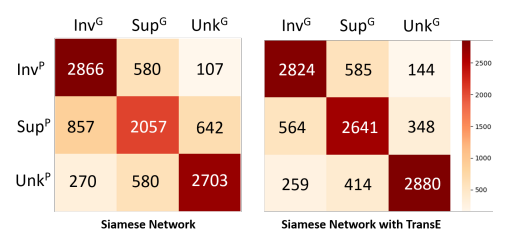 Inv^G Sup^G Unk^G Inv^G Sup^G Unk^G
Inv^P 2866 580 107 2824 585 144
Sup^P 857 2057 642 564 2641 348
Unk^P 270 580 2703 259 414 2880
2500
2000
1500
1000
500
Siamese Network Siamese Network with TransE